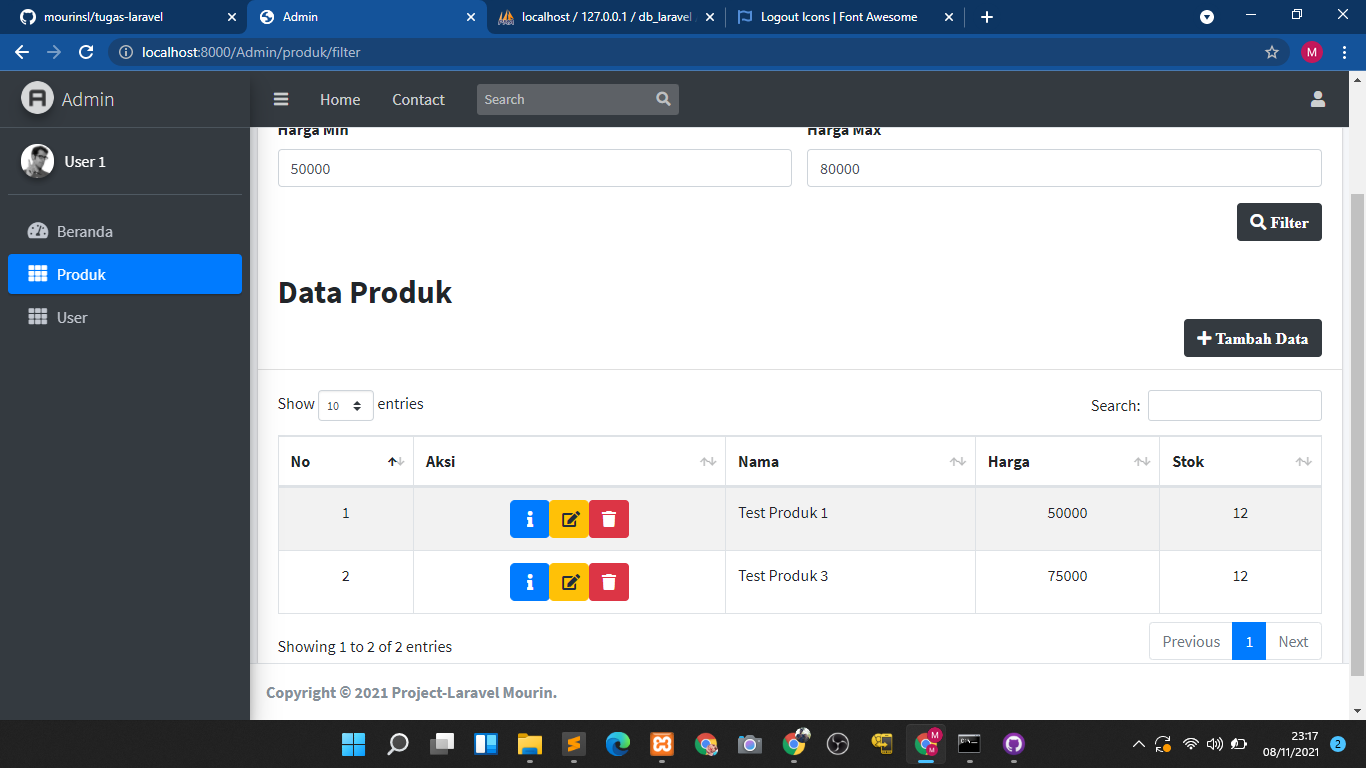 mourinsl/tugas-laravel
Admin
localhost / 127.0.0.1 / db_laravel
Logout Icons | Font Awesome
localhost:8000/Admin/produk/filter
M
Admin
Home
Contact
Search
User 1
Beranda
Produk
User
Harga Min
Harga Max
50000
80000
Filter
Data Produk
Tambah Data
Show 10 entries
Search:
No Aksi Nama Harga Stok
1 Test Produk 1 50000 12
2 Test Produk 3 75000 12
Showing 1 to 2 of 2 entries
Previous 1 Next
Copyright © 2021 Project-Laravel Mourin.
23:17
08/11/2021
2